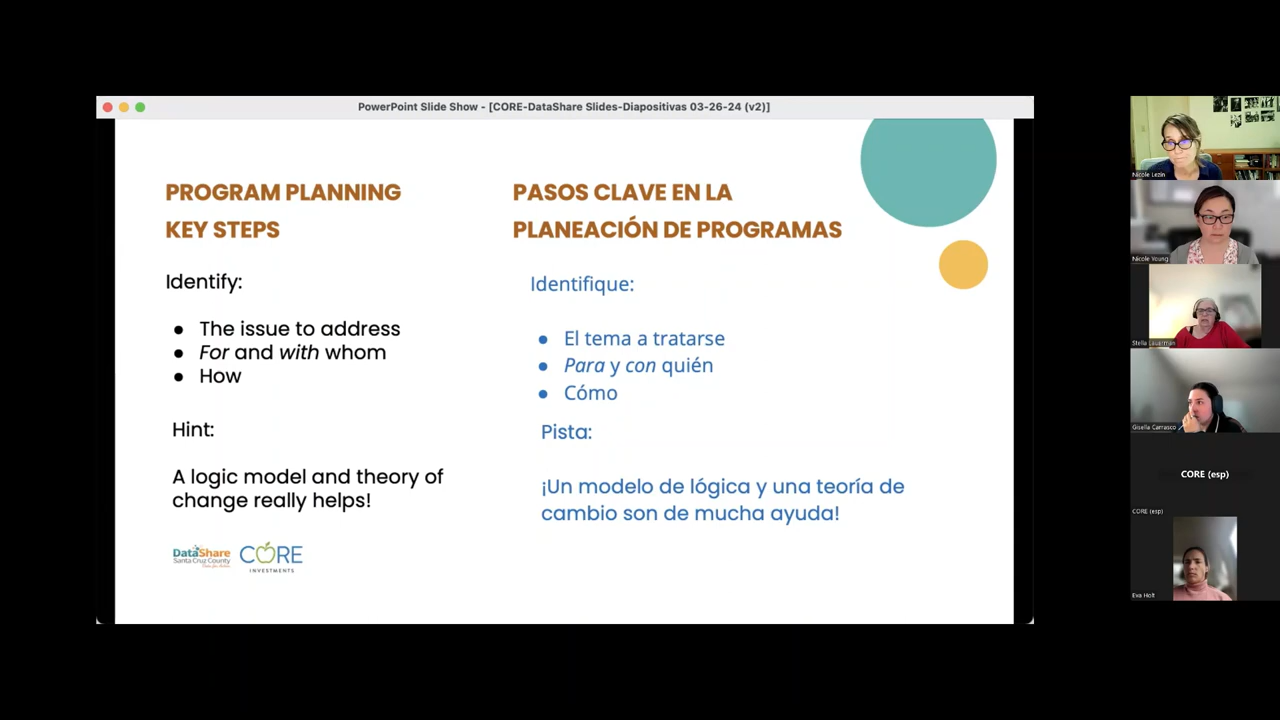 PowerPoint Slide Show - [CORE-DataShare Slides-Diapositivas 03-26-24 (v2)]
PROGRAM PLANNING
KEY STEPS
Identify:
● The issue to address
● For and with whom
● How
Hint:
A logic model and theory of
change really helps!
PASOS CLAVE EN LA
PLANEACIÓN DE PROGRAMAS
Identifique:
● El tema a tratarse
● Para y con quién
● Cómo
Pista:
¡Un modelo de lógica y una teoría de
cambio son de mucha ayuda!
DataShare
Santa Cruz County
CORE
INVESTMENTS
Nicole Lezin
Nicole Young
Stella Lauerman
Gisella Carrasco
CORE (esp)
CORE (esp)
Eva Holt